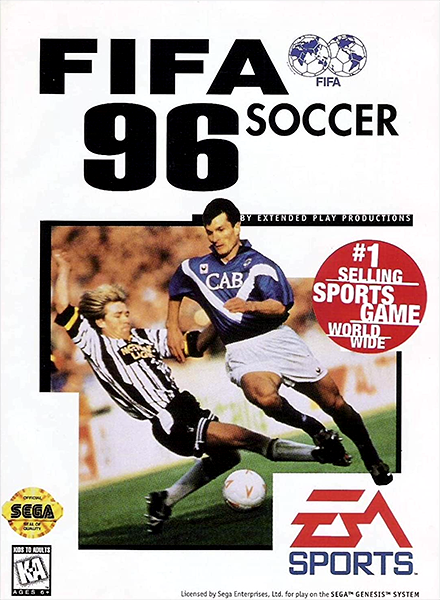 FIFA
96 SOCCER
FIFA
BY EXTENDED PLAY PRODUCTIONS
#1
SELLING
SPORTS
GAME
WORLD
WIDE
CAB
OFFICIAL
SEGA
SEAL OF
QUALITY
EA
SPORTS™
KIDS TO ADULTS
K-A
AGES 6+
Licensed by Sega Enterprises, Ltd. for play on the SEGA™ GENESIS™ SYSTEM